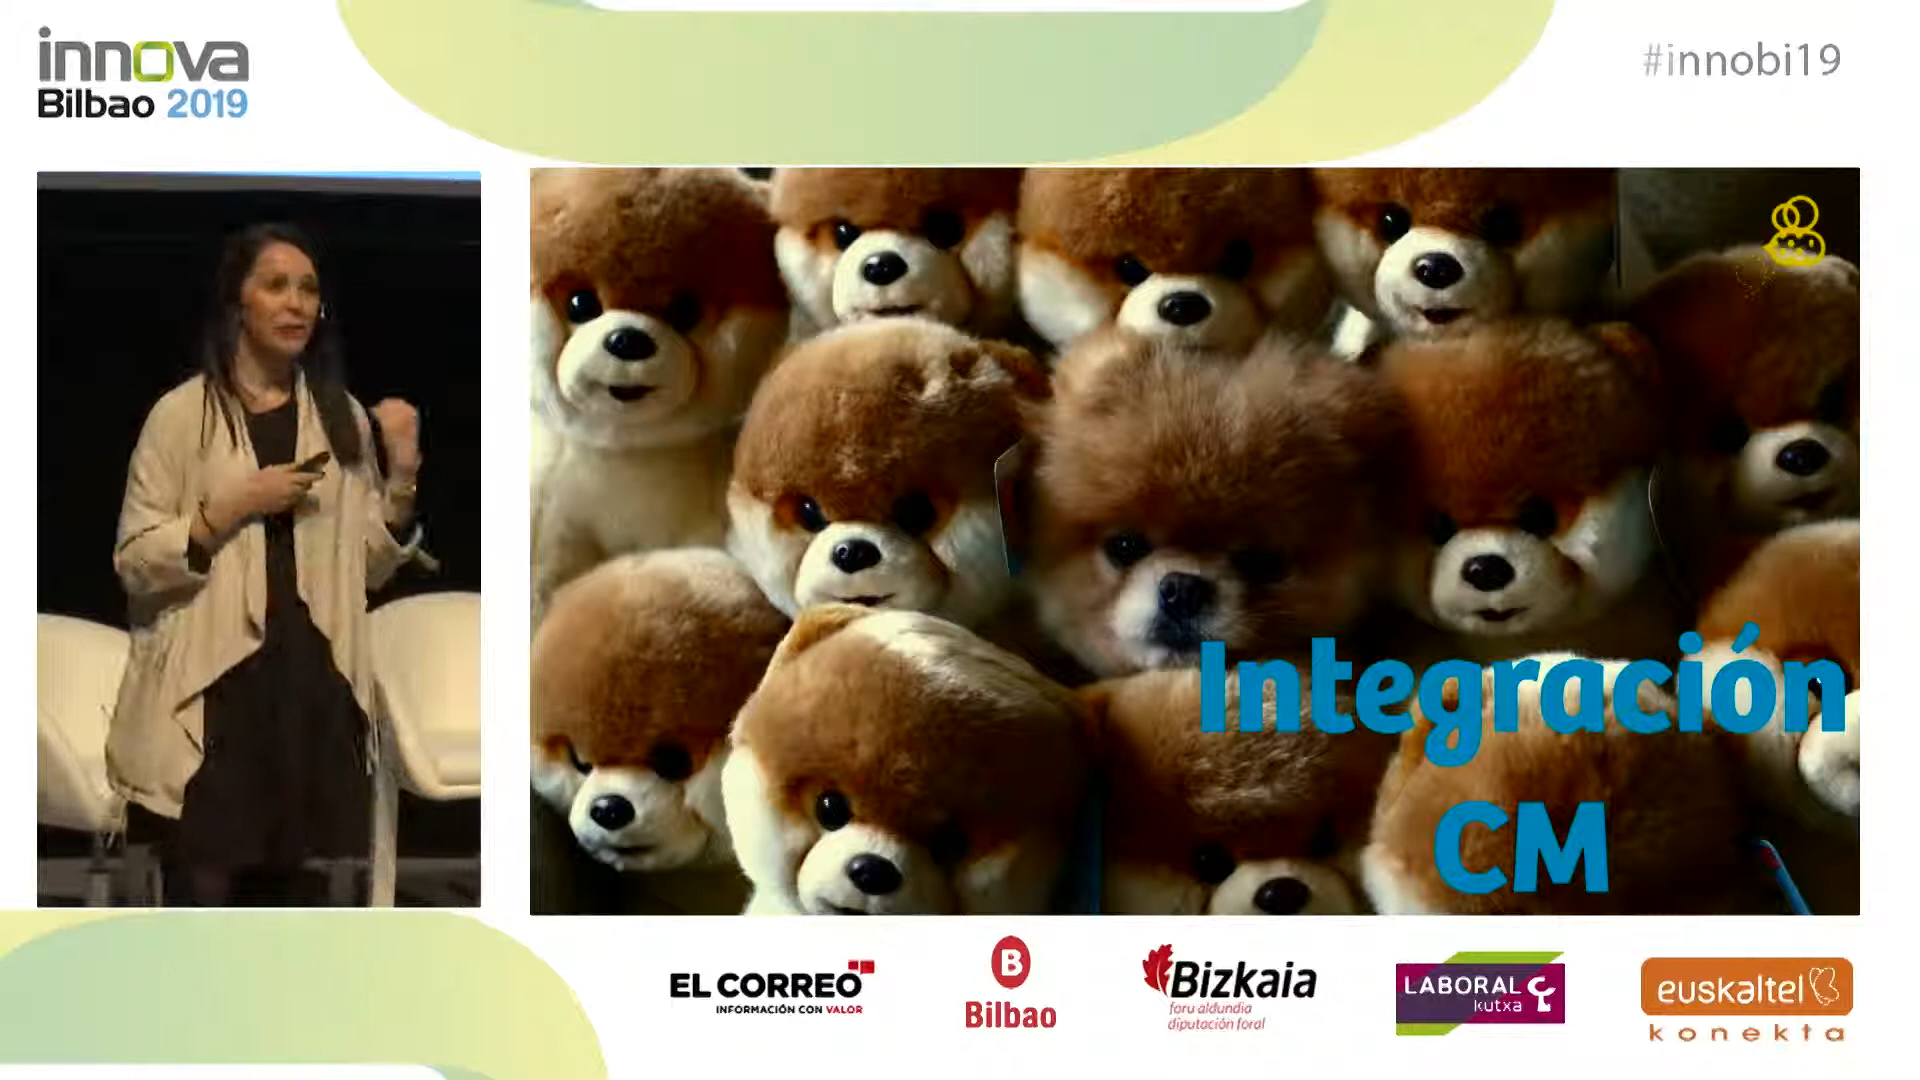 innova
Bilbao 2019
#innobi19
Integración
CM
EL CORREO
INFORMACIÓN CON VALOR
B
Bilbao
Bizkaia
foru aldundia
diputación foral
LABORAL
kutxa
euskaltel
konekta